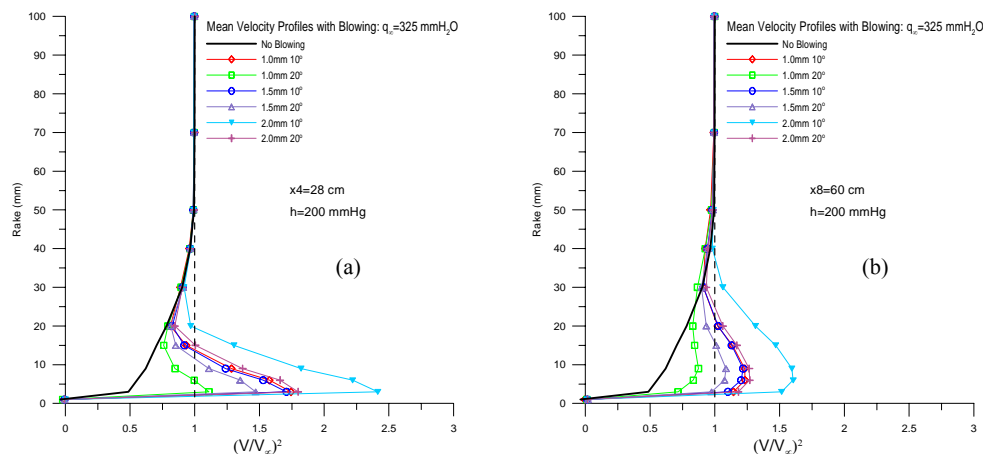 Mean Velocity Profiles with Blowing: q∞=325 mmH2O
No Blowing
1.0mm 10°
1.0mm 20°
1.5mm 10°
1.5mm 20°
2.0mm 10°
2.0mm 20°
x4=28 cm
h=200 mmHg
(a)
Rake (mm)
100
90
80
70
60
50
40
30
20
10
0
0
0.5
1
1.5
2
2.5
3
(V/V∞)²
Mean Velocity Profiles with Blowing: q∞=325 mmH2O
No Blowing
1.0mm 10°
1.0mm 20°
1.5mm 10°
1.5mm 20°
2.0mm 10°
2.0mm 20°
x8=60 cm
h=200 mmHg
(b)
Rake (mm)
100
90
80
70
60
50
40
30
20
10
0
0
0.5
1
1.5
2
2.5
3
(V/V∞)²